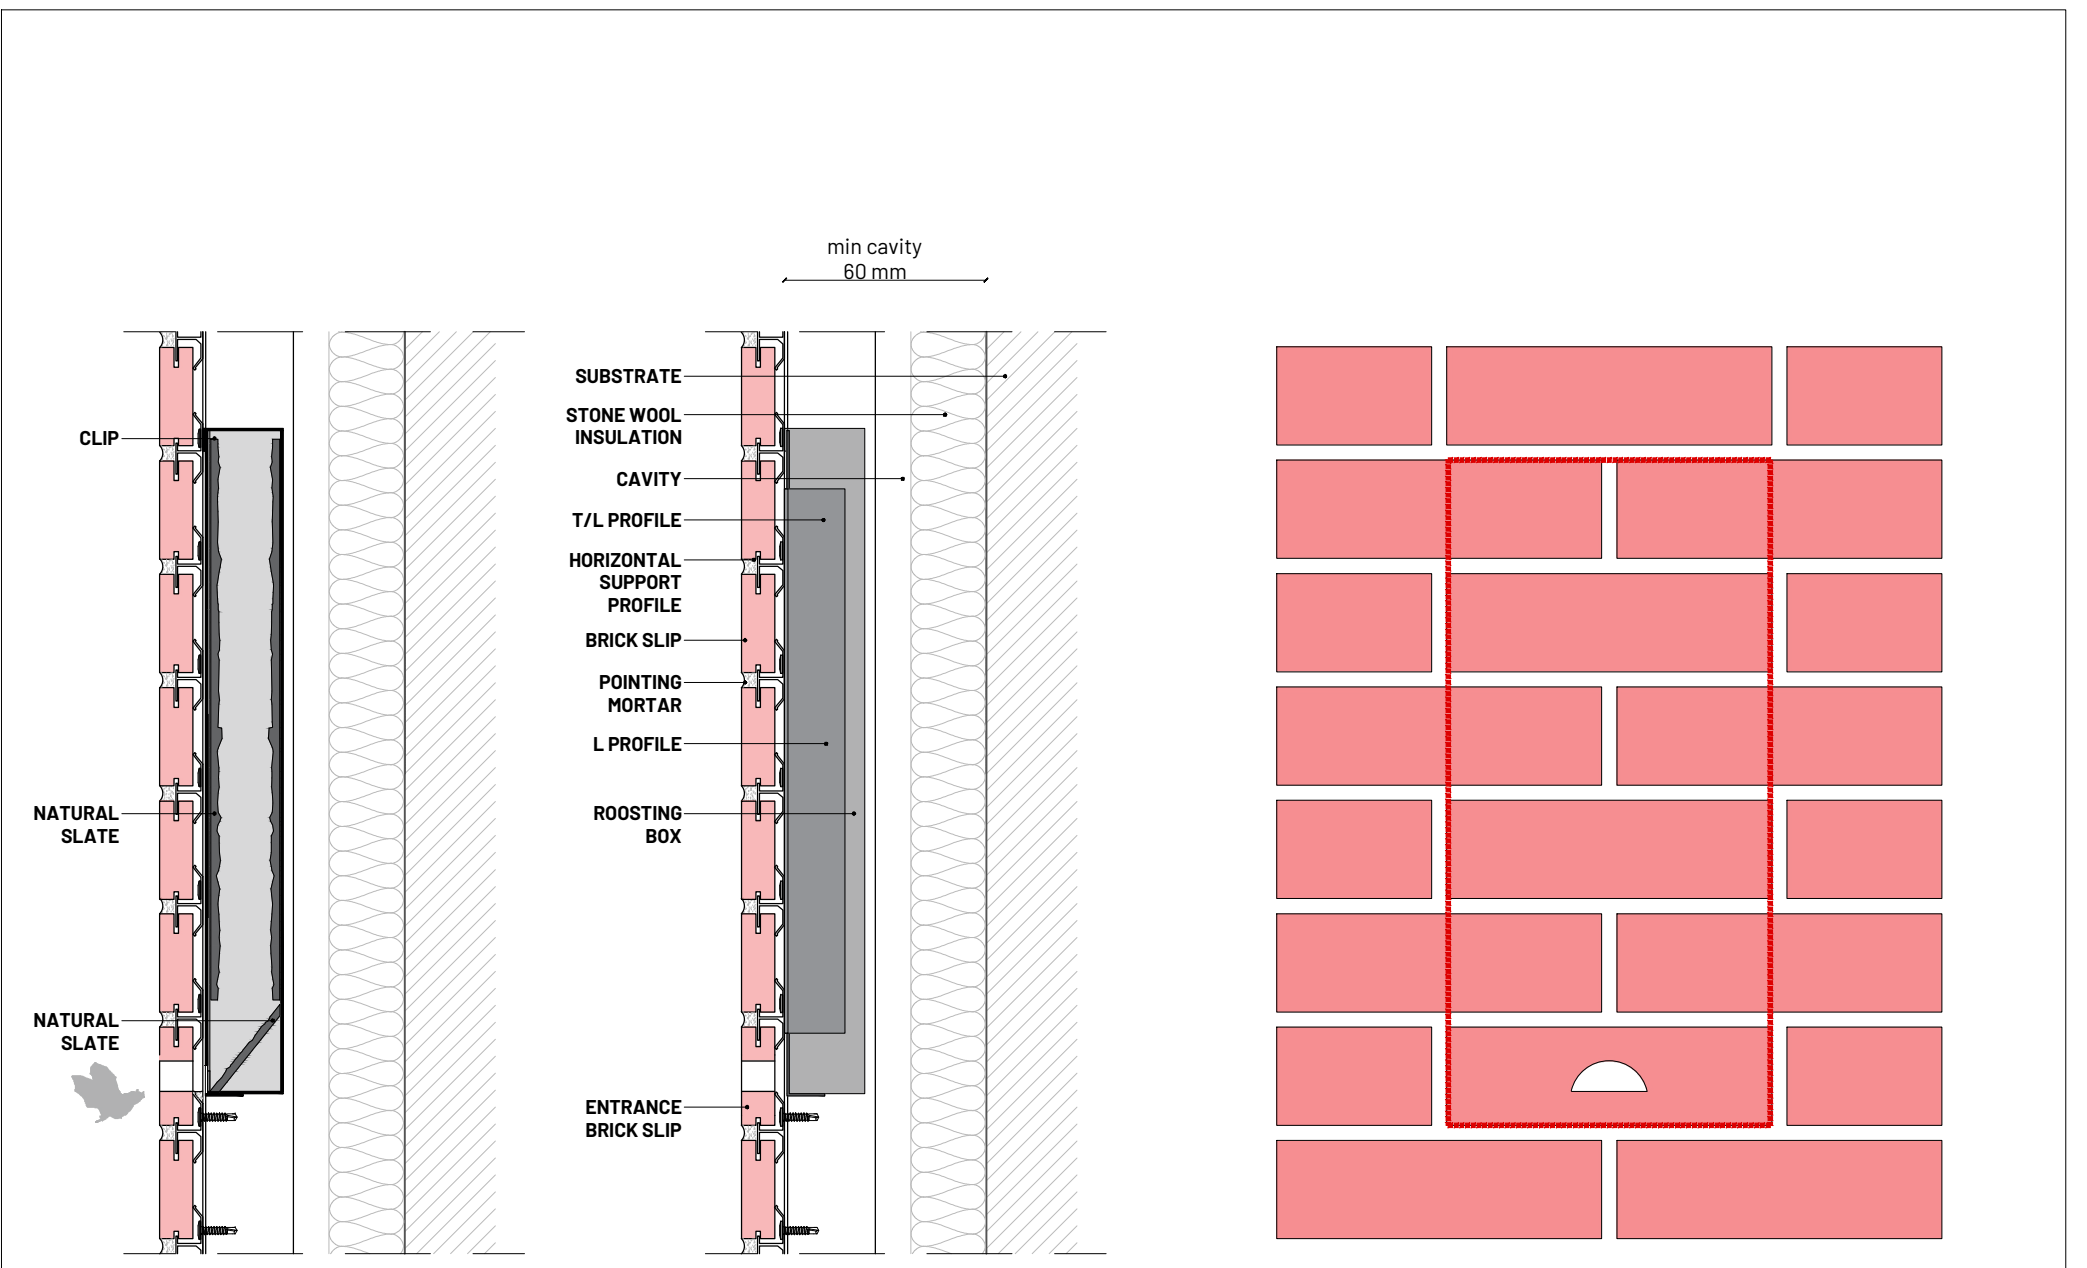 min cavity
60 mm
CLIP
NATURAL
SLATE
NATURAL
SLATE
SUBSTRATE
STONE WOOL
INSULATION
CAVITY
T/L PROFILE
HORIZONTAL
SUPPORT
PROFILE
BRICK SLIP
POINTING
MORTAR
L PROFILE
ROOSTING
BOX
ENTRANCE
BRICK SLIP